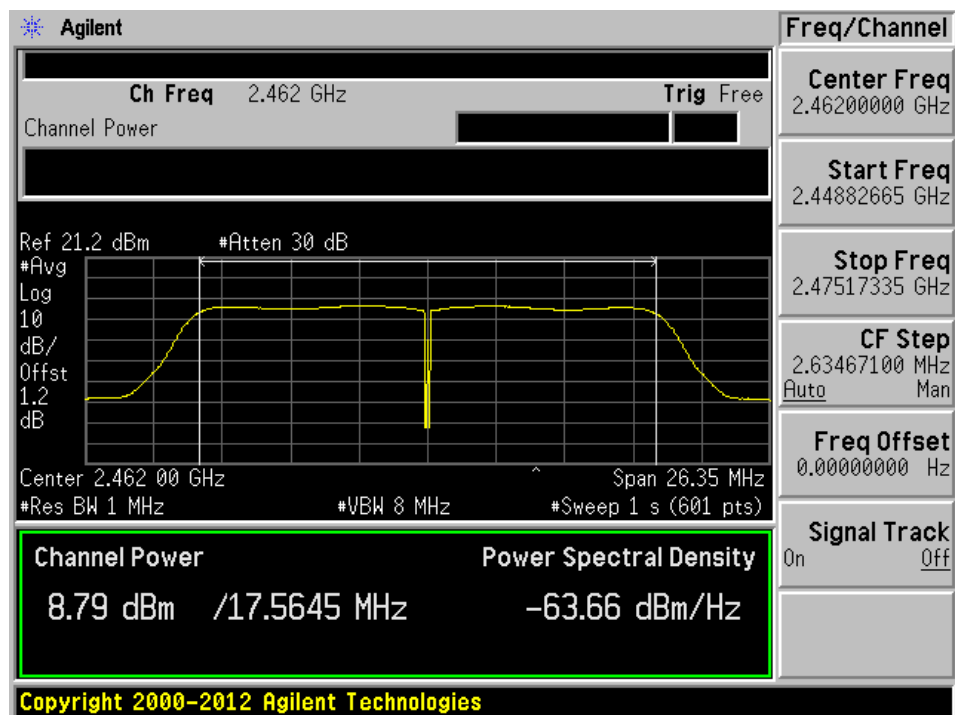 Agilent
Ch Freq 2.462 GHz Trig Free
Channel Power
Ref 21.2 dBm #Atten 30 dB
#Avg
Log
10
dB/
Offst
1.2
dB
Center 2.462 00 GHz ^ Span 26.35 MHz
#Res BW 1 MHz #VBW 8 MHz #Sweep 1 s (601 pts)
Channel Power Power Spectral Density
8.79 dBm /17.5645 MHz -63.66 dBm/Hz
Copyright 2000-2012 Agilent Technologies
Freq/Channel
Center Freq
2.46200000 GHz
Start Freq
2.44882665 GHz
Stop Freq
2.47517335 GHz
CF Step
2.63467100 MHz
Auto Man
Freq Offset
0.00000000 Hz
Signal Track
On Off